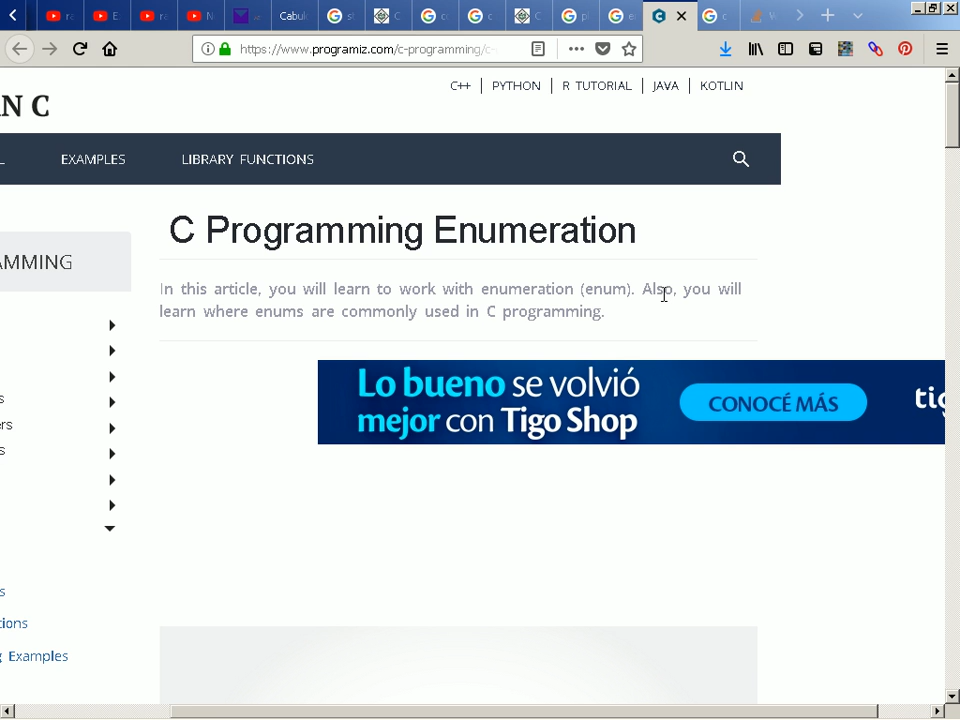 Cabul
https://www.programiz.com/c-programming/c-
N C
C++ | PYTHON | R TUTORIAL | JAVA | KOTLIN
EXAMPLES LIBRARY FUNCTIONS
C Programming Enumeration
AMMING
In this article, you will learn to work with enumeration (enum). Also, you will
learn where enums are commonly used in C programming.
Lo bueno se volvió
mejor con Tigo Shop
CONOCÉ MÁS
tig
s
ers
s
s
tions
g Examples